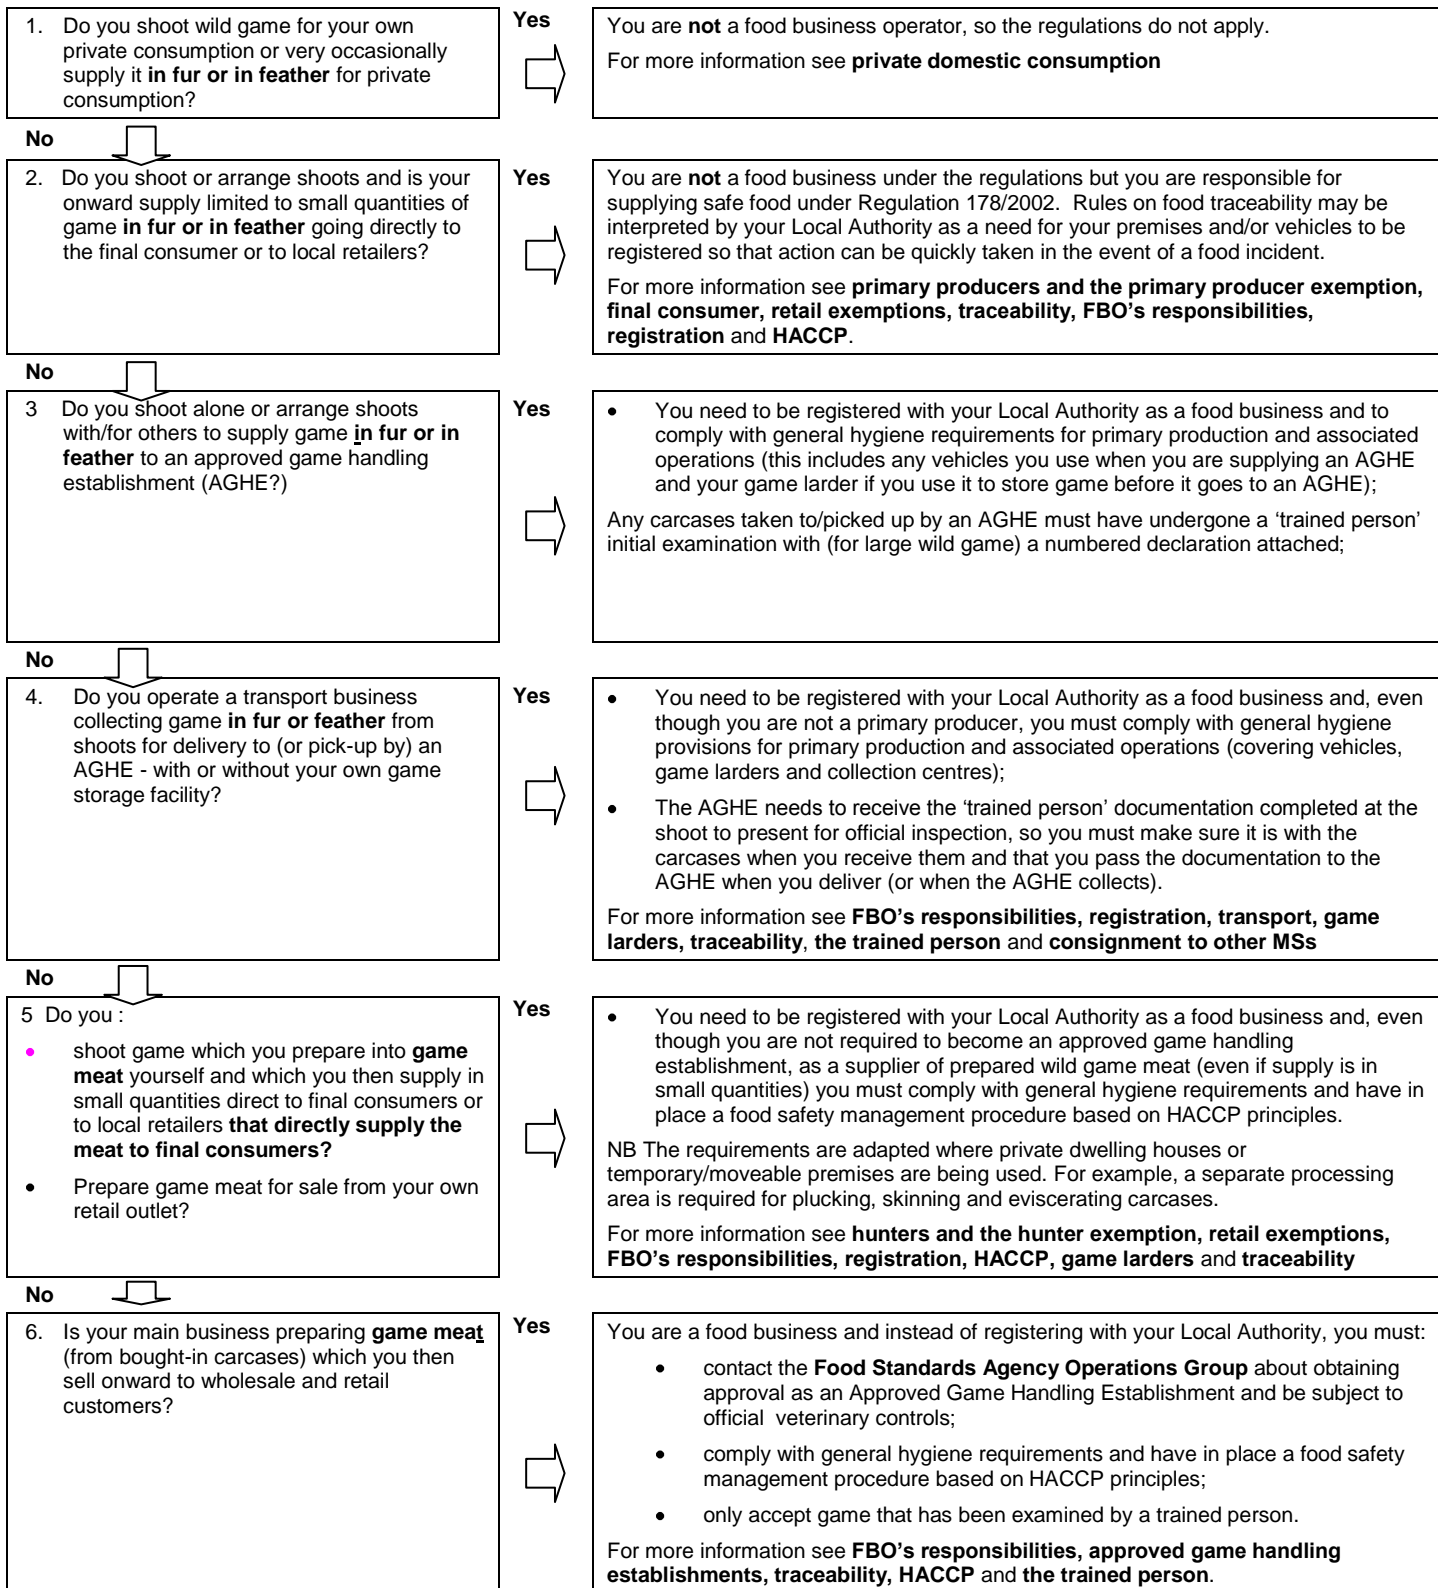 1. Do you shoot wild game for your own
private consumption or very occasionally
supply it in fur or in feather for private
consumption?
Yes
You are not a food business operator, so the regulations do not apply.
For more information see private domestic consumption
No
2. Do you shoot or arrange shoots and is your
onward supply limited to small quantities of
game in fur or in feather going directly to
the final consumer or to local retailers?
Yes
You are not a food business under the regulations but you are responsible for
supplying safe food under Regulation 178/2002. Rules on food traceability may be
interpreted by your Local Authority as a need for your premises and/or vehicles to be
registered so that action can be quickly taken in the event of a food incident.
For more information see primary producers and the primary producer exemption,
final consumer, retail exemptions, traceability, FBO's responsibilities,
registration and HACCP.
No
3 Do you shoot alone or arrange shoots
with/for others to supply game in fur or in
feather to an approved game handling
establishment (AGHE?)
Yes
• You need to be registered with your Local Authority as a food business and to
comply with general hygiene requirements for primary production and associated
operations (this includes any vehicles you use when you are supplying an AGHE
and your game larder if you use it to store game before it goes to an AGHE);
Any carcases taken to/picked up by an AGHE must have undergone a 'trained person'
initial examination with (for large wild game) a numbered declaration attached;
No
4. Do you operate a transport business
collecting game in fur or feather from
shoots for delivery to (or pick-up by) an
AGHE - with or without your own game
storage facility?
Yes
• You need to be registered with your Local Authority as a food business and, even
though you are not a primary producer, you must comply with general hygiene
provisions for primary production and associated operations (covering vehicles,
game larders and collection centres);
• The AGHE needs to receive the 'trained person' documentation completed at the
shoot to present for official inspection, so you must make sure it is with the
carcases when you receive them and that you pass the documentation to the
AGHE when you deliver (or when the AGHE collects).
For more information see FBO's responsibilities, registration, transport, game
larders, traceability, the trained person and consignment to other MSs
No
5 Do you :
• shoot game which you prepare into game
meat yourself and which you then supply in
small quantities direct to final consumers or
to local retailers that directly supply the
meat to final consumers?
• Prepare game meat for sale from your own
retail outlet?
Yes
• You need to be registered with your Local Authority as a food business and, even
though you are not required to become an approved game handling
establishment, as a supplier of prepared wild game meat (even if supply is in
small quantities) you must comply with general hygiene requirements and have in
place a food safety management procedure based on HACCP principles.
NB The requirements are adapted where private dwelling houses or
temporary/moveable premises are being used. For example, a separate processing
area is required for plucking, skinning and eviscerating carcases.
For more information see hunters and the hunter exemption, retail exemptions,
FBO's responsibilities, registration, HACCP, game larders and traceability
No
6. Is your main business preparing game meat
(from bought-in carcases) which you then
sell onward to wholesale and retail
customers?
Yes
You are a food business and instead of registering with your Local Authority, you must:
• contact the Food Standards Agency Operations Group about obtaining
approval as an Approved Game Handling Establishment and be subject to
official veterinary controls;
• comply with general hygiene requirements and have in place a food safety
management procedure based on HACCP principles;
• only accept game that has been examined by a trained person.
For more information see FBO's responsibilities, approved game handling
establishments, traceability, HACCP and the trained person.